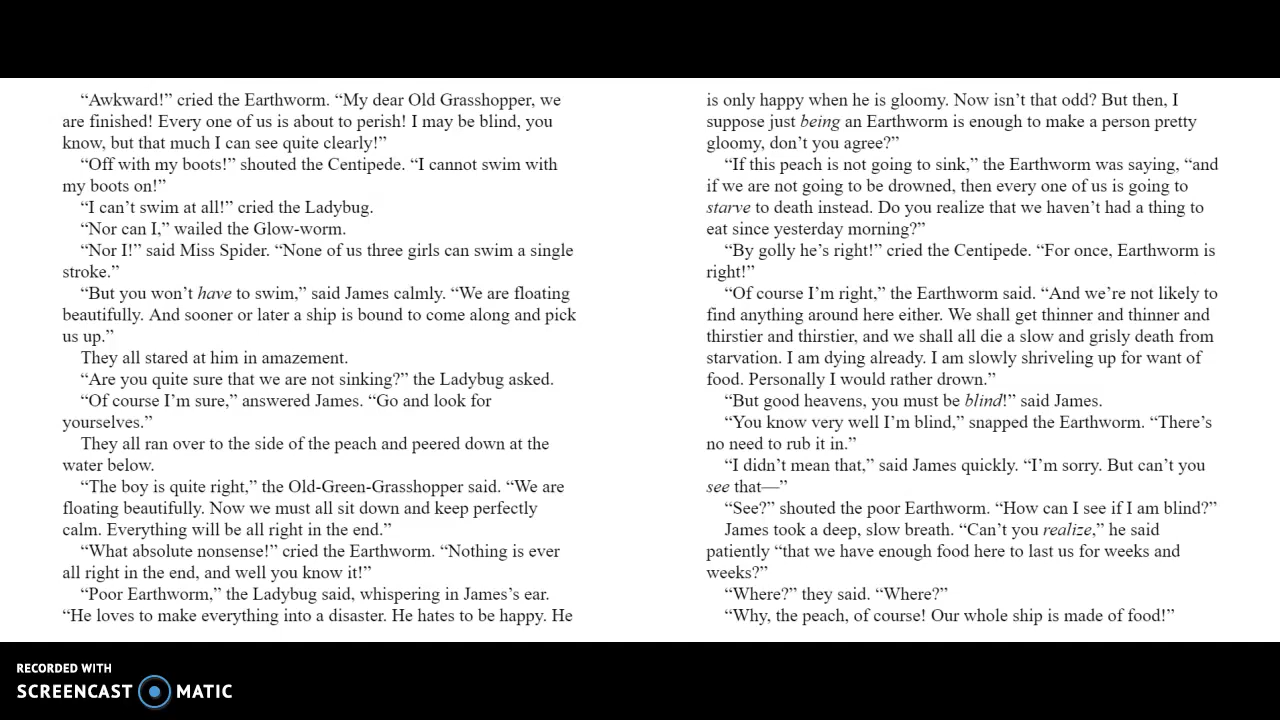 “Awkward!” cried the Earthworm. “My dear Old Grasshopper, we
are finished! Every one of us is about to perish! I may be blind, you
know, but that much I can see quite clearly!”
“Off with my boots!” shouted the Centipede. “I cannot swim with
my boots on!”
“I can’t swim at all!” cried the Ladybug.
“Nor can I,” wailed the Glow-worm.
“Nor I!” said Miss Spider. “None of us three girls can swim a single
stroke.”
“But you won’t have to swim,” said James calmly. “We are floating
beautifully. And sooner or later a ship is bound to come along and pick
us up.”
They all stared at him in amazement.
“Are you quite sure that we are not sinking?” the Ladybug asked.
“Of course I’m sure,” answered James. “Go and look for
yourselves.”
They all ran over to the side of the peach and peered down at the
water below.
“The boy is quite right,” the Old-Green-Grasshopper said. “We are
floating beautifully. Now we must all sit down and keep perfectly
calm. Everything will be all right in the end.”
“What absolute nonsense!” cried the Earthworm. “Nothing is ever
all right in the end, and well you know it!”
“Poor Earthworm,” the Ladybug said, whispering in James’s ear.
“He loves to make everything into a disaster. He hates to be happy. He
is only happy when he is gloomy. Now isn’t that odd? But then, I
suppose just being an Earthworm is enough to make a person pretty
gloomy, don’t you agree?”
“If this peach is not going to sink,” the Earthworm was saying, “and
if we are not going to be drowned, then every one of us is going to
starve to death instead. Do you realize that we haven’t had a thing to
eat since yesterday morning?”
“By golly he’s right!” cried the Centipede. “For once, Earthworm is
right!”
“Of course I’m right,” the Earthworm said. “And we’re not likely to
find anything around here either. We shall get thinner and thinner and
thirstier and thirstier, and we shall all die a slow and grisly death from
starvation. I am dying already. I am slowly shriveling up for want of
food. Personally I would rather drown.”
“But good heavens, you must be blind!” said James.
“You know very well I’m blind,” snapped the Earthworm. “There’s
no need to rub it in.”
“I didn’t mean that,” said James quickly. “I’m sorry. But can’t you
see that—”
“See?” shouted the poor Earthworm. “How can I see if I am blind?”
James took a deep, slow breath. “Can’t you realize,” he said
patiently “that we have enough food here to last us for weeks and
weeks?”
“Where?” they said. “Where?”
“Why, the peach, of course! Our whole ship is made of food!”
RECORDED WITH
SCREENCAST MATIC